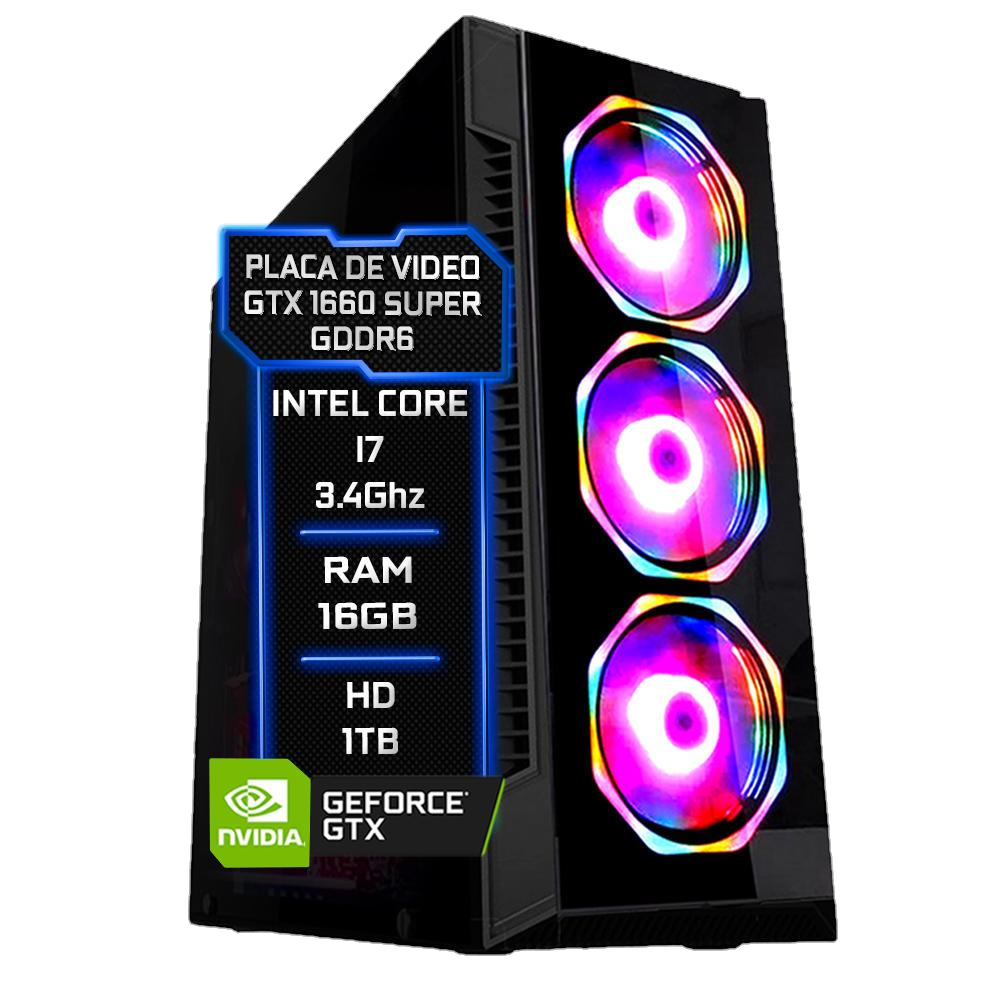 PLACA DE VIDEO
GTX 1660 SUPER
GDDR6
INTEL CORE
I7
3.4Ghz
RAM
16GB
HD
1TB
NVIDIA.
GEFORCE
GTX